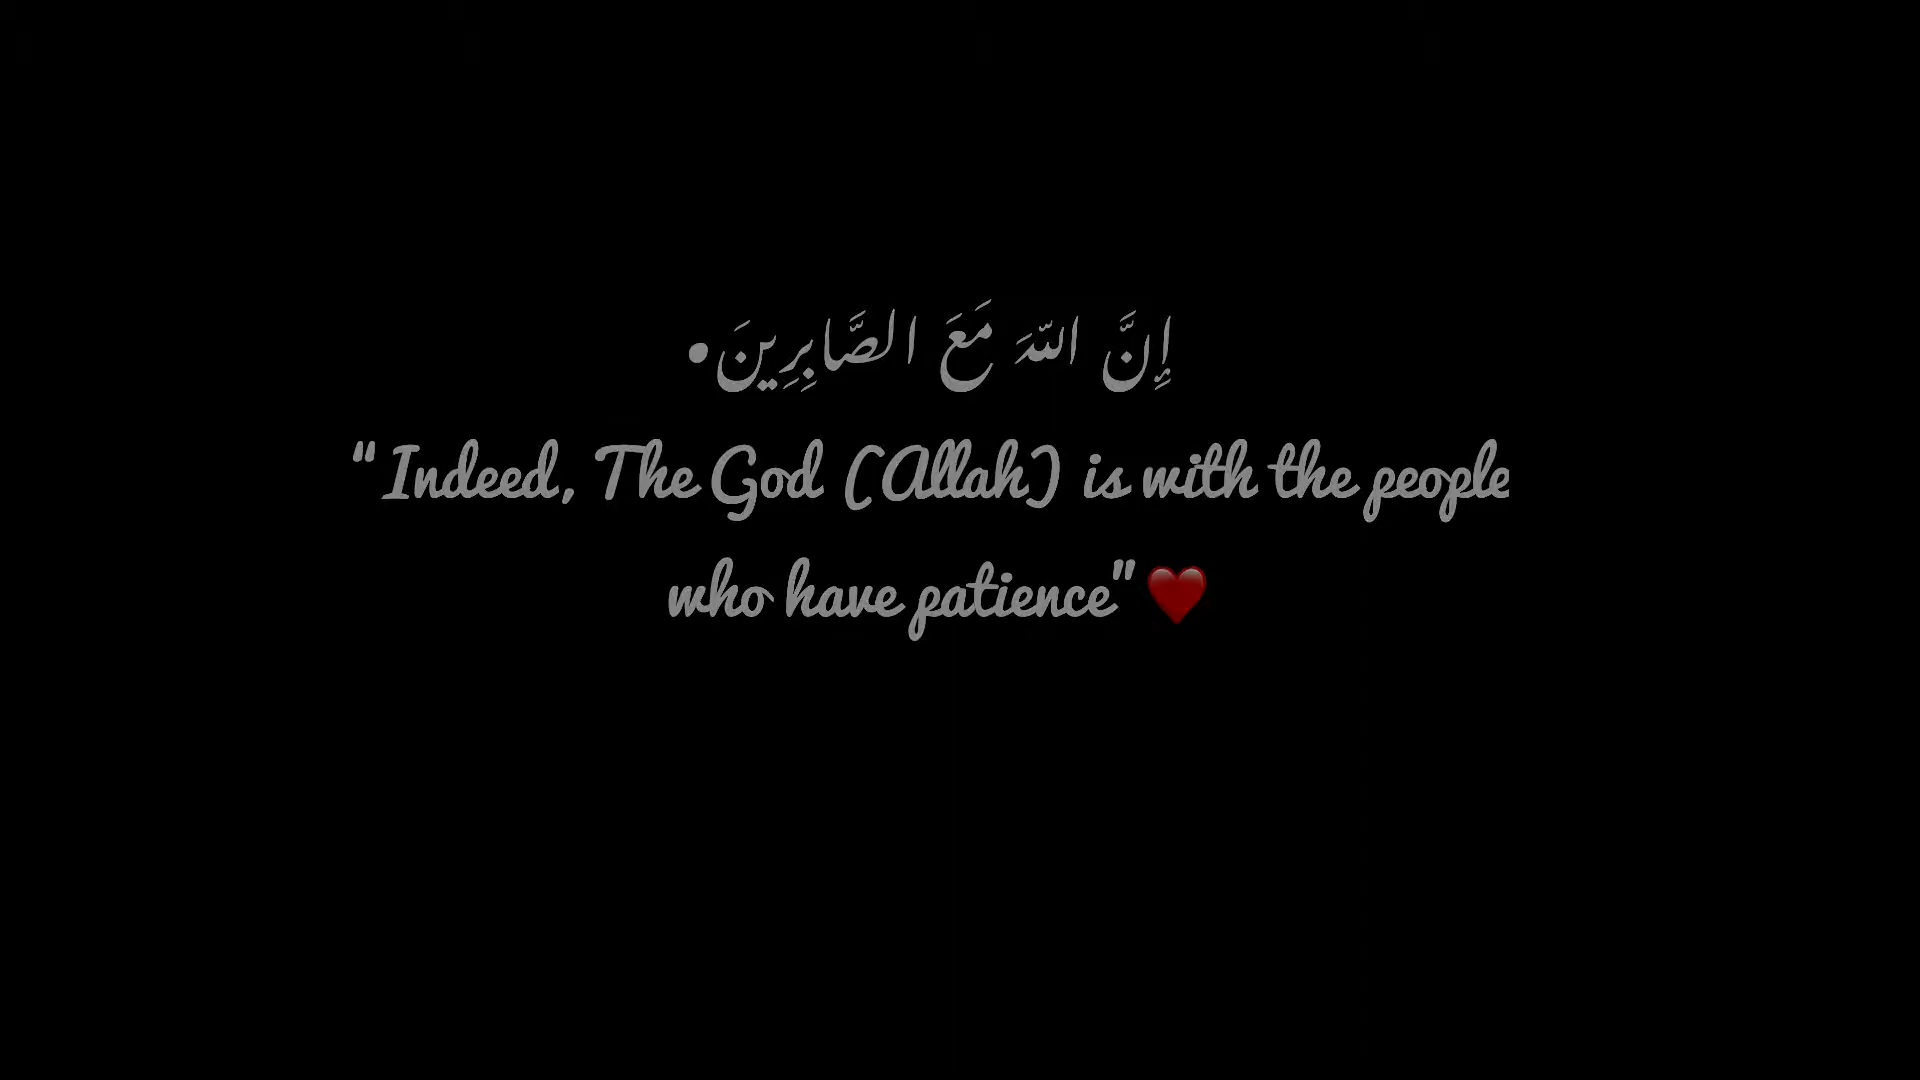 إِنَّ اللَّهَ مَعَ الصَّابِرِينَ•
"Indeed, The God (Allah) is with the people
who have patience" ❤️